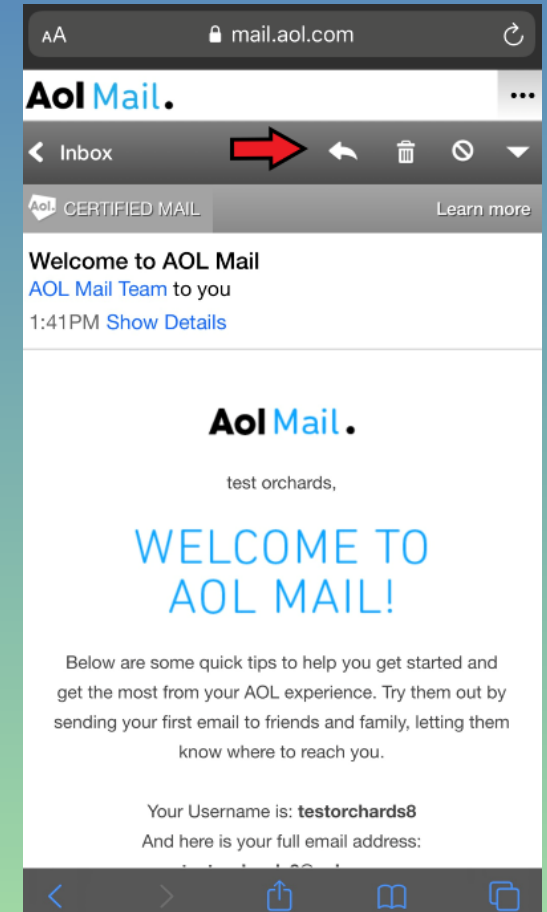 AA mail.aol.com
Aol Mail.
Inbox
Aol. CERTIFIED MAIL Learn more
Welcome to AOL Mail
AOL Mail Team to you
1:41PM Show Details
Aol Mail.
test orchards,
WELCOME TO
AOL MAIL!
Below are some quick tips to help you get started and
get the most from your AOL experience. Try them out by
sending your first email to friends and family, letting them
know where to reach you.
Your Username is: testorchards8
And here is your full email address: